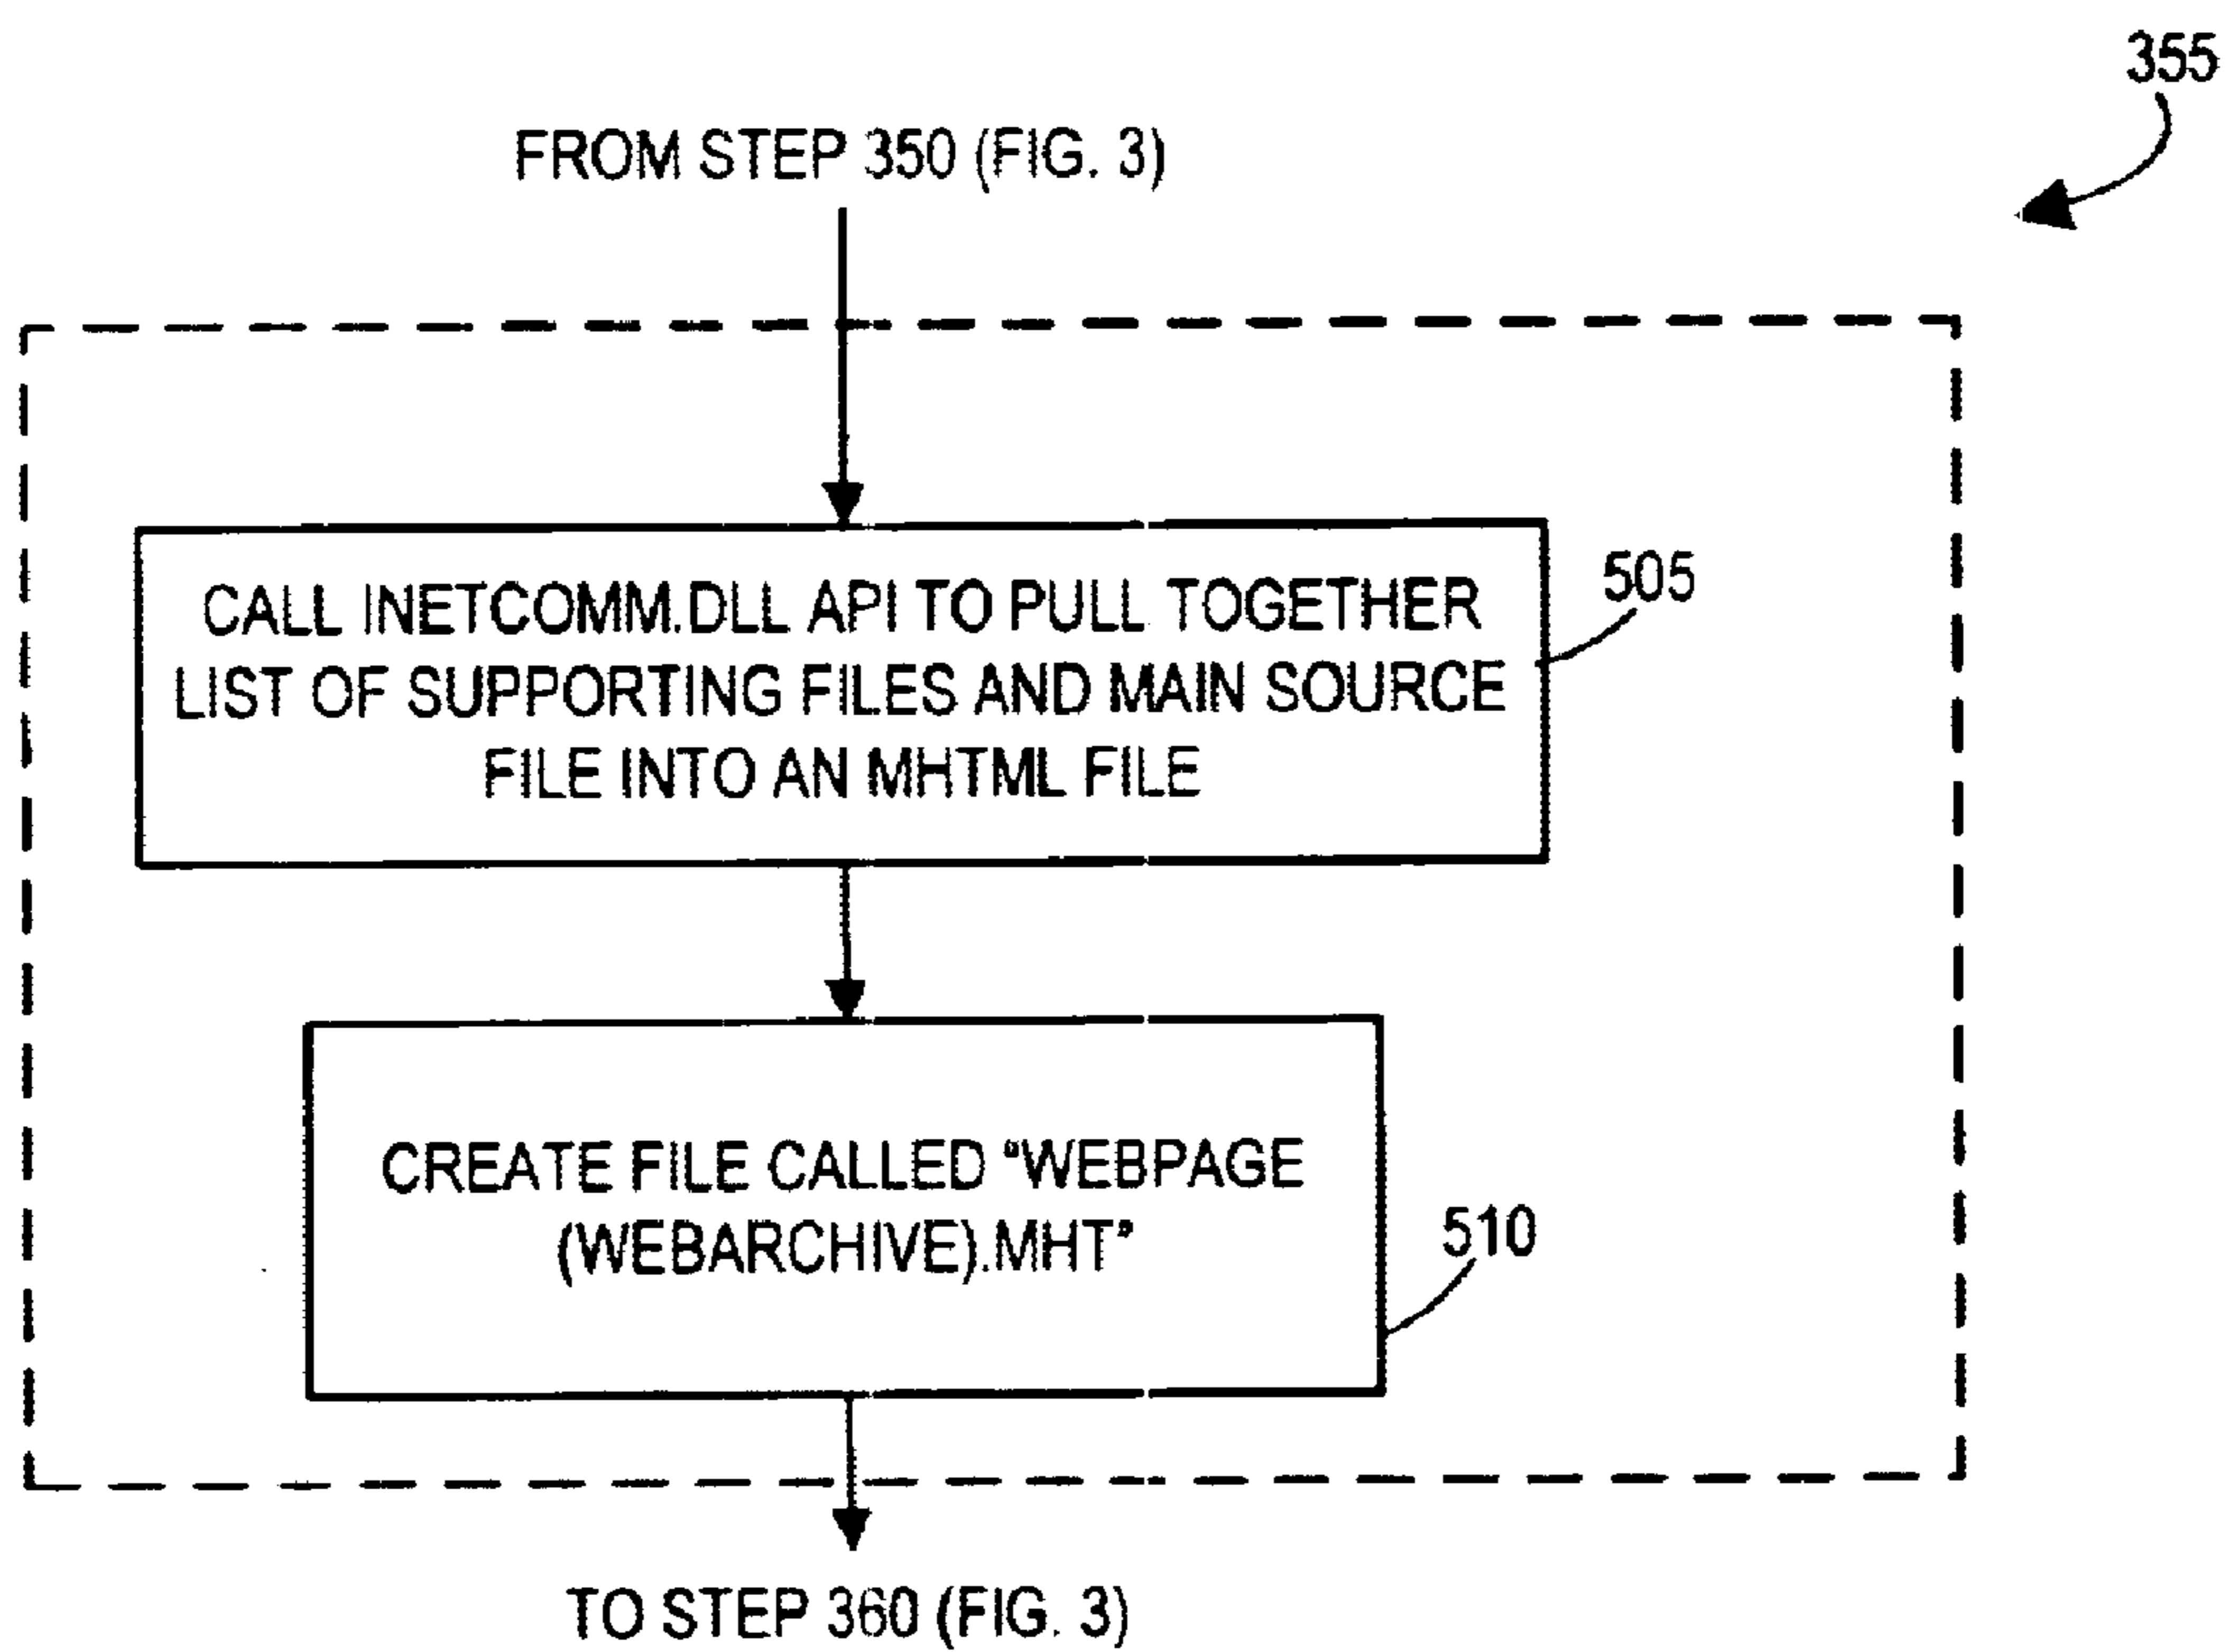 355
FROM STEP 350 (FIG. 3)
CALL INETCOMM.DLL API TO PULL TOGETHER
LIST OF SUPPORTING FILES AND MAIN SOURCE
FILE INTO AN MHTML FILE
505
CREATE FILE CALLED "WEBPAGE
(WEBARCHIVE).MHT"
510
TO STEP 360 (FIG. 3)